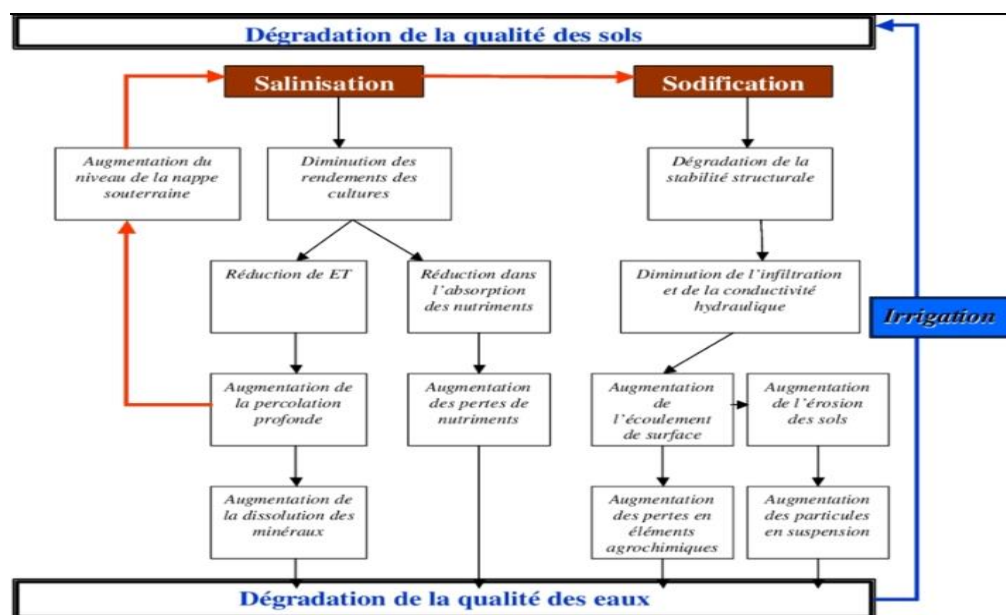 Dégradation de la qualité des sols
Salinisation
Sodification
Augmentation du
niveau de la nappe
souterraine
Diminution des
rendements des
cultures
Dégradation de la
stabilité structurale
Réduction de ET
Réduction dans
l'absorption
des nutriments
Diminution de l'infiltration
et de la conductivité
hydraulique
Irrigation
Augmentation de
la percolation
profonde
Augmentation
des pertes de
nutriments
Augmentation
de
l'écoulement
de surface
Augmentation
de l'érosion
des sols
Augmentation de
la dissolution des
minéraux
Augmentation
des pertes en
éléments
agrochimiques
Augmentation
des particules
en suspension
Dégradation de la qualité des eaux